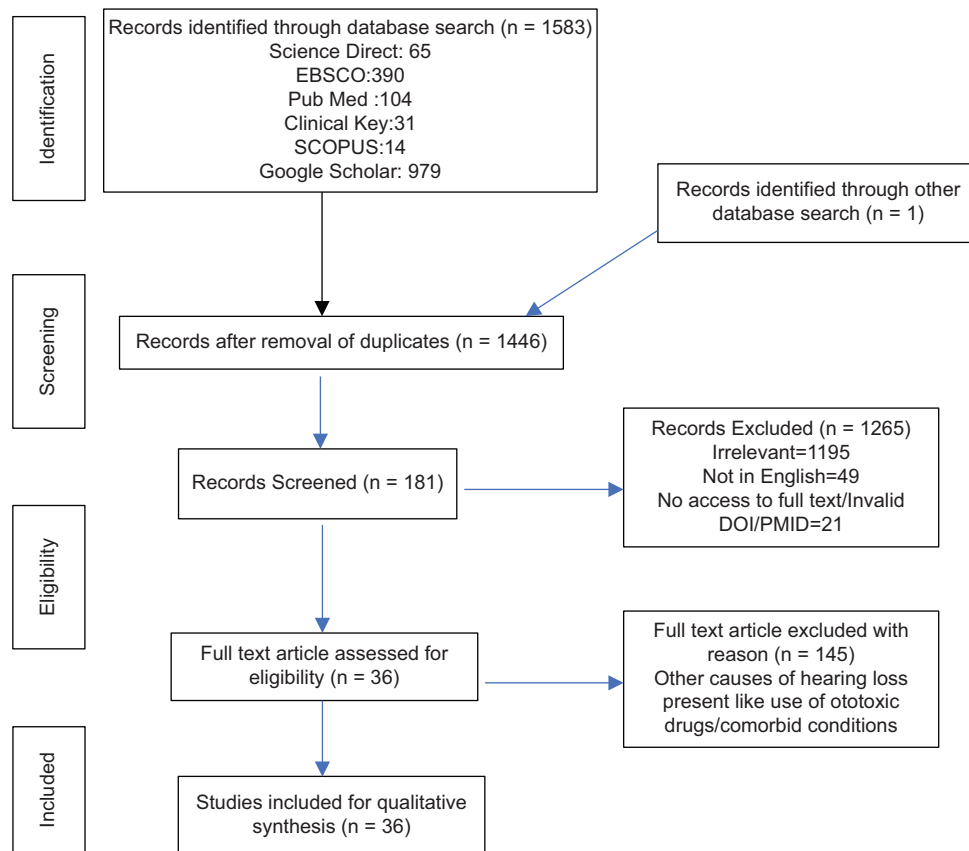 Identification
Records identified through database search (n = 1583)
Science Direct: 65
EBSCO:390
Pub Med :104
Clinical Key:31
SCOPUS:14
Google Scholar: 979
Records identified through other
database search (n = 1)
Screening
Records after removal of duplicates (n = 1446)
Records Screened (n = 181)
Records Excluded (n = 1265)
Irrelevant=1195
Not in English=49
No access to full text/Invalid
DOI/PMID=21
Eligibility
Full text article assessed for
eligibility (n = 36)
Full text article excluded with
reason (n = 145)
Other causes of hearing loss
present like use of ototoxic
drugs/comorbid conditions
Included
Studies included for qualitative
synthesis (n = 36)